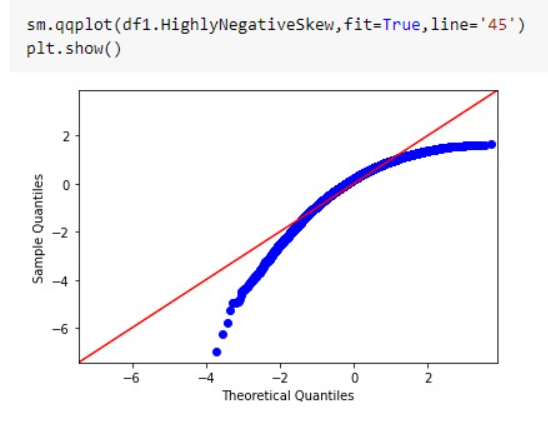 sm.qqplot(df1.HighlyNegativeSkew,fit=True,line='45')
plt.show()
2
0
−2
−4
−6
Sample Quantiles
−6 −4 −2 0 2
Theoretical Quantiles